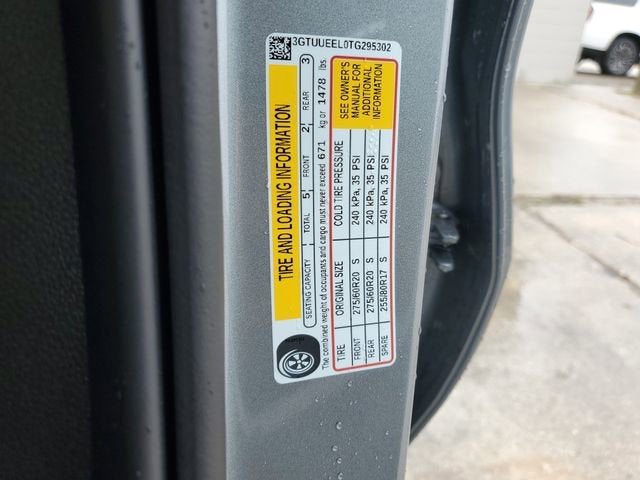 3GTUUEEL0TG295302
TIRE AND LOADING INFORMATION
SEATING CAPACITY TOTAL 5 FRONT 2 REAR 3
The combined weight of occupants and cargo must never exceed 671 kg or 1478 lbs.
TIRE ORIGINAL SIZE COLD TIRE PRESSURE
FRONT 275/60R20 S 240 kPa, 35 PSI
REAR 275/60R20 S 240 kPa, 35 PSI
SPARE 255/80R17 S 240 kPa, 35 PSI
SEE OWNER'S
MANUAL FOR
ADDITIONAL
INFORMATION